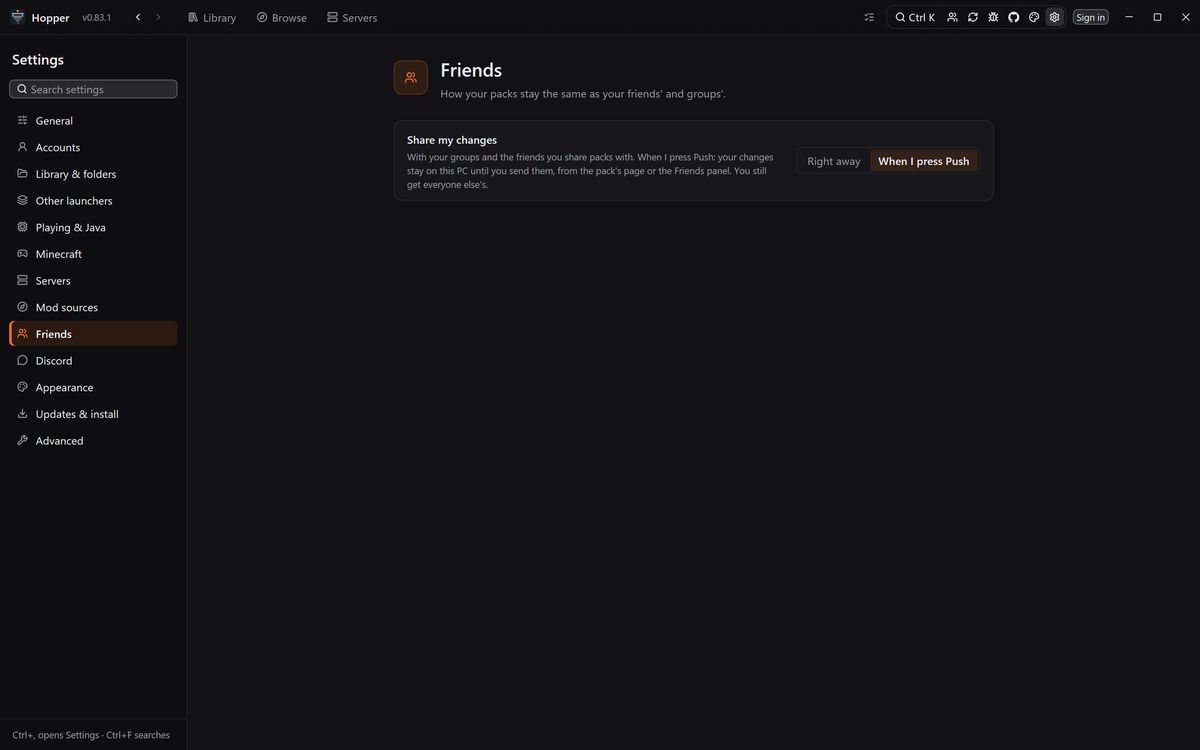 Hopper v0.83.1 Library Browse Servers Ctrl K Sign in
Settings
Search settings
General
Accounts
Library & folders
Other launchers
Playing & Java
Minecraft
Servers
Mod sources
Friends
Discord
Appearance
Updates & install
Advanced
Ctrl+, opens Settings · Ctrl+F searches
Friends
How your packs stay the same as your friends' and groups'.
Share my changes
With your groups and the friends you share packs with. When I press Push: your changes
stay on this PC until you send them, from the pack's page or the Friends panel. You still
get everyone else's.
Right away When I press Push